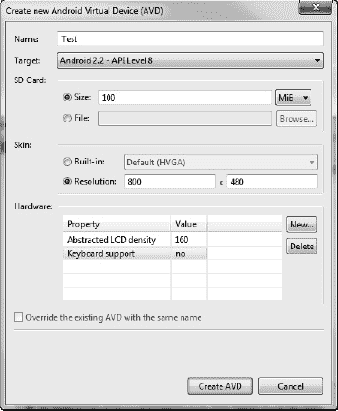 Create new Android Virtual Device (AVD)
Name: Test
Target: Android 2.2 - API Level 8
SD Card:
Size: 100 MiB
File: Browse...
Skin:
Built-in: Default (HVGA)
Resolution: 800 x 480
Hardware:
Property Value New...
Abstracted LCD density 160 Delete
Keyboard support no
Override the existing AVD with the same name
Create AVD Cancel